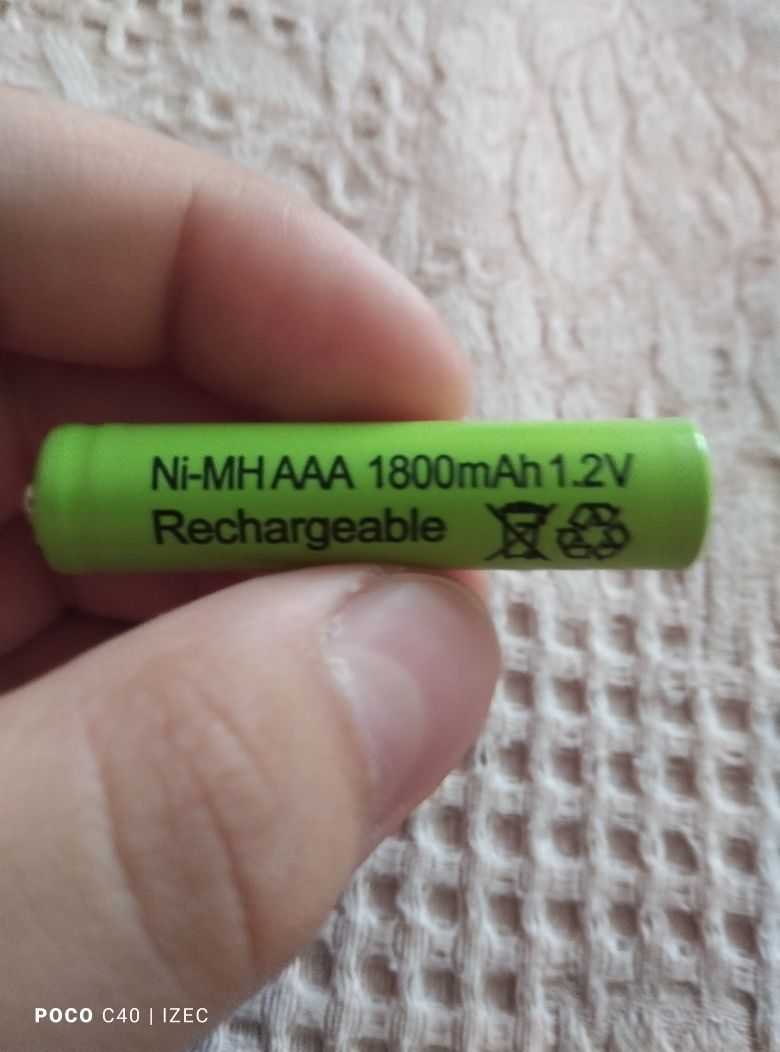 Ni-MH AAA 1800mAh 1.2V
Rechargeable
POCO C40 | IZEC